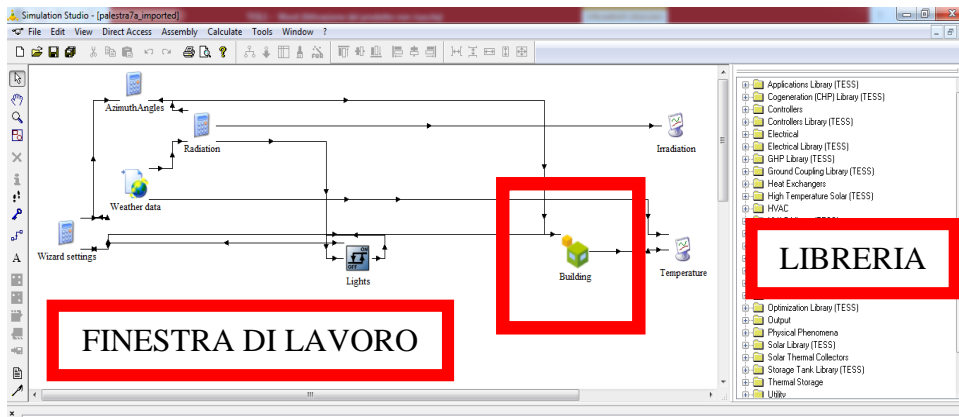 Simulation Studio - [palestra7a_imported]
File Edit View Direct Access Assembly Calculate Tools Window ?
AzimuthAngles
Radiation
Irradiation
Weather data
Wizard settings
ON
OFF
Lights
Building
Temperature
FINESTRA DI LAVORO
Applications Library (TESS)
Cogeneration (CHP) Library (TESS)
Controllers
Controllers Library (TESS)
Electrical
Electrical Library (TESS)
GHP Library (TESS)
Ground Coupling Library (TESS)
Heat Exchangers
High Temperature Solar (TESS)
HVAC
LIBRERIA
Optimization Library (TESS)
Output
Physical Phenomena
Solar Library (TESS)
Solar Thermal Collectors
Storage Tank Library (TESS)
Thermal Storage
Utility